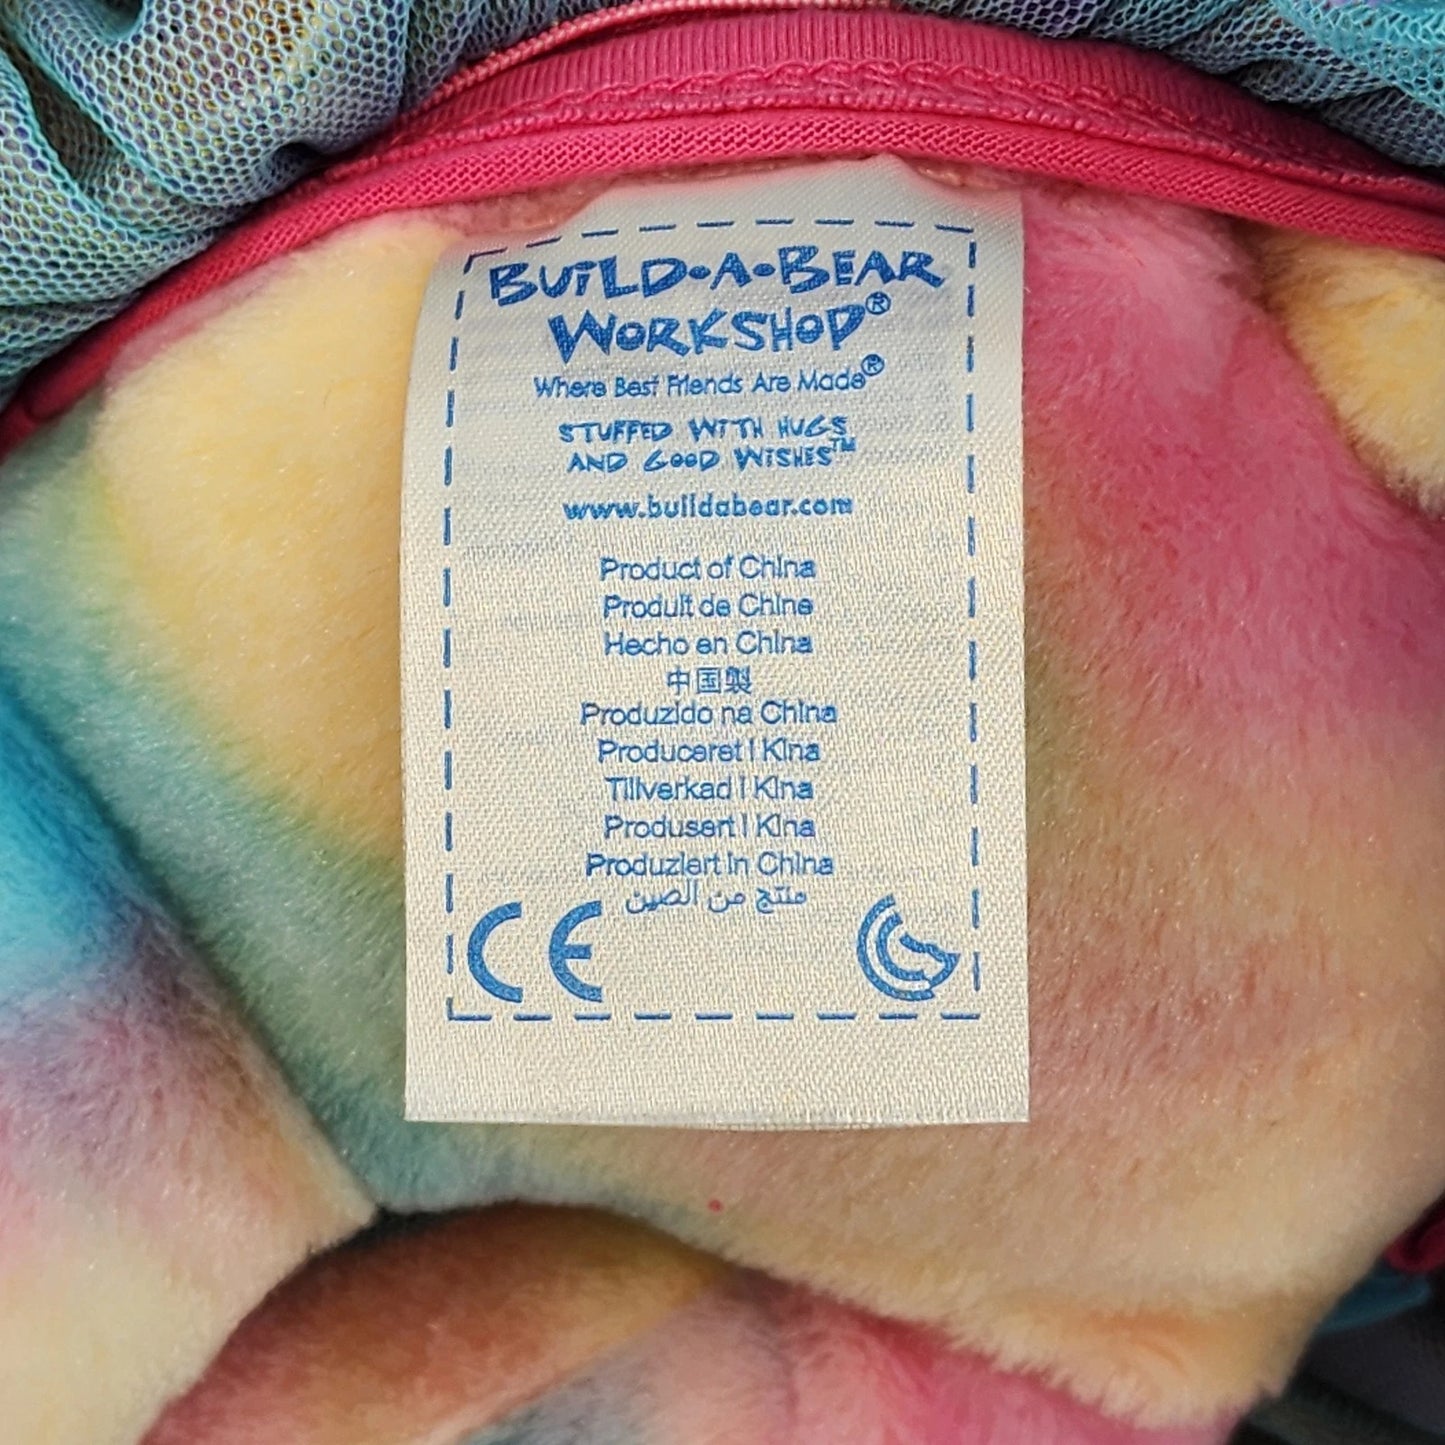 BUILD•A•BEAR
WORKSHOP®
Where Best Friends Are Made®
STUFFED WITH HUGS
AND GOOD WISHES™
www.buildabear.com
Product of China
Produit de Chine
Hecho en China
中国製
Produzido na China
Produceret i Kina
Tillverkad i Kina
Produsert i Kina
Produziert in China
منتج من الصين
CE